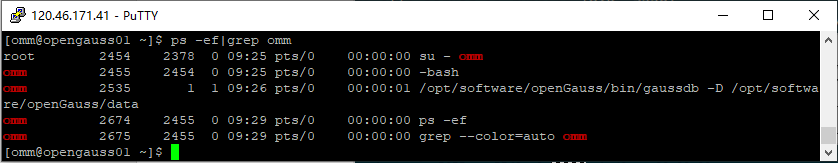 120.46.171.41 - PuTTY
[omm@opengauss01 ~]$ ps -ef|grep omm
root      2454  2378  0 09:25 pts/0    00:00:00 su - omm
omm       2455  2454  0 09:25 pts/0    00:00:00 -bash
omm       2535     1  1 09:26 pts/0    00:00:01 /opt/software/openGauss/bin/gaussdb -D /opt/softwa
re/openGauss/data
omm       2674  2455  0 09:29 pts/0    00:00:00 ps -ef
omm       2675  2455  0 09:29 pts/0    00:00:00 grep --color=auto omm
[omm@opengauss01 ~]$